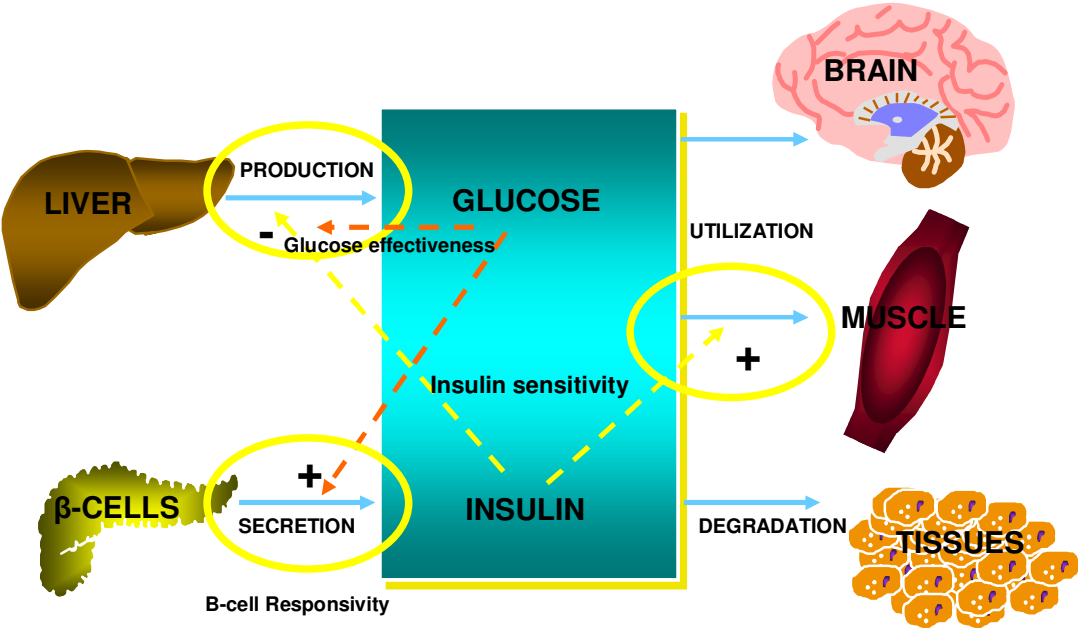 BRAIN
PRODUCTION
LIVER
GLUCOSE
-
Glucose effectiveness
UTILIZATION
MUSCLE
+
Insulin sensitivity
+
β-CELLS
INSULIN
SECRETION
DEGRADATION
TISSUES
B-cell Responsivity